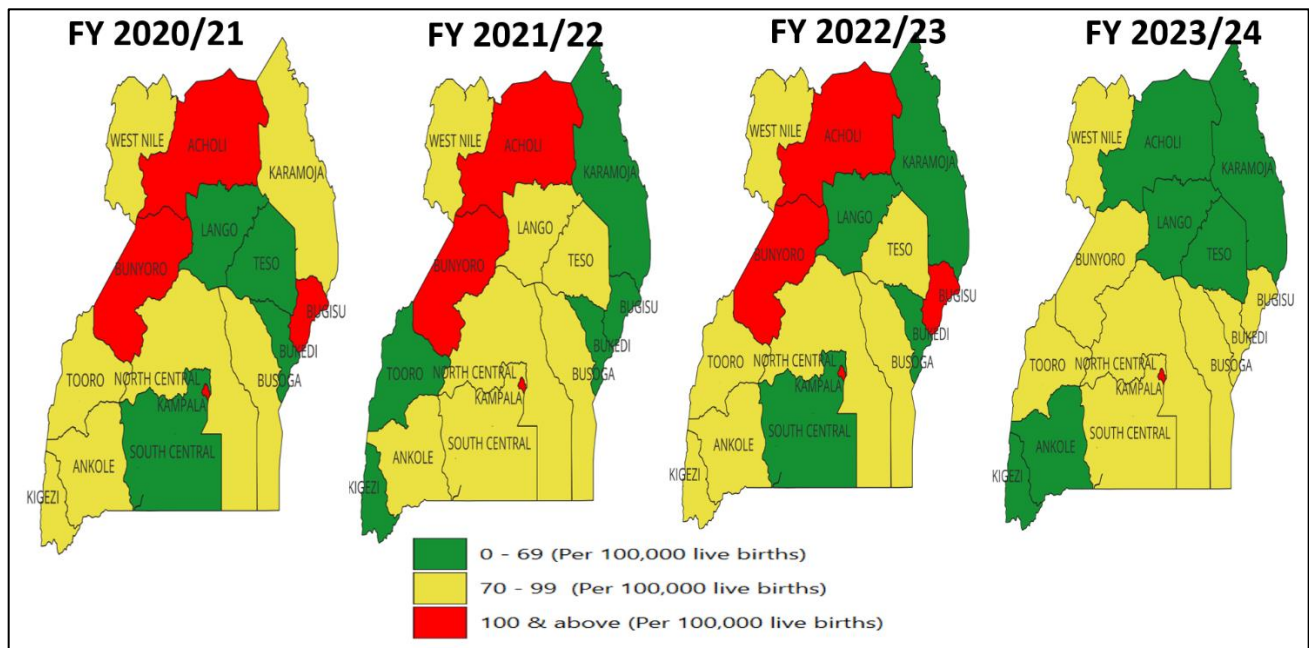 FY 2020/21
WEST NILE
ACHOLI
KARAMOJA
LANGO
TESO
BUNYORO
BUGISU
BUKEDI
TOORO
NORTH CENTRAL
BUSOGA
KAMPALA
ANKOLE
SOUTH CENTRAL
KIGEZI
FY 2021/22
WEST NILE
ACHOLI
KARAMOJA
LANGO
TESO
BUNYORO
BUGISU
BUKEDI
TOORO
NORTH CENTRAL
BUSOGA
KAMPALA
ANKOLE
SOUTH CENTRAL
KIGEZI
FY 2022/23
WEST NILE
ACHOLI
KARAMOJA
LANGO
TESO
BUNYORO
BUGISU
BUKEDI
TOORO
NORTH CENTRAL
BUSOGA
KAMPALA
ANKOLE
SOUTH CENTRAL
KIGEZI
FY 2023/24
WEST NILE
ACHOLI
KARAMOJA
LANGO
TESO
BUNYORO
BUGISU
BUKEDI
TOORO
NORTH CENTRAL
BUSOGA
KAMPALA
ANKOLE
SOUTH CENTRAL
KIGEZI
0 - 69 (Per 100,000 live births)
70 - 99 (Per 100,000 live births)
100 & above (Per 100,000 live births)